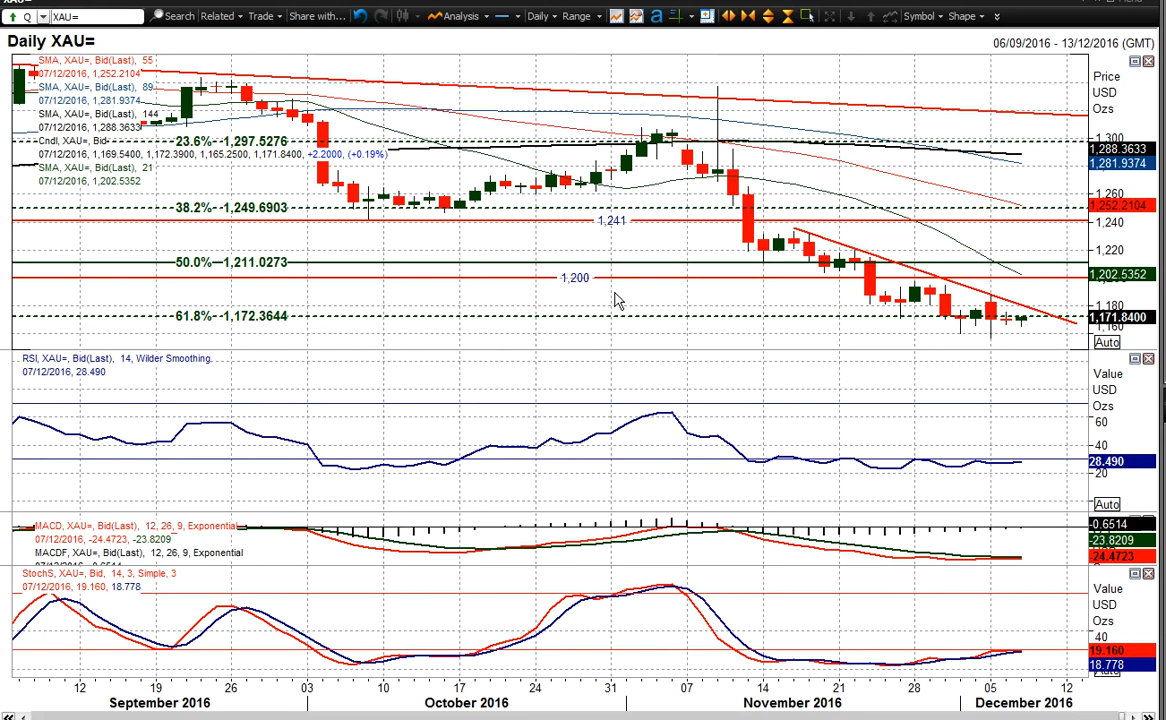 XAU=
Q XAU= Search Related Trade Share with... Analysis Daily Range a Symbol Shape
Daily XAU=
06/09/2016 - 13/12/2016 (GMT)
SMA, XAU=, Bid(Last), 55
07/12/2016, 1,252.2104
SMA, XAU=, Bid(Last), 89
07/12/2016, 1,281.9374
SMA, XAU=, Bid(Last), 144
07/12/2016, 1,288.3633
Cndl, XAU=, Bid
07/12/2016, 1,169.5400, 1,172.3900, 1,165.2500, 1,171.8400, +2.2000, (+0.19%)
SMA, XAU=, Bid(Last), 21
07/12/2016, 1,202.5352
23.6% 1,297.5276
38.2% 1,249.6903
1,241
50.0% 1,211.0273
1,200
61.8% 1,172.3644
Price
USD
Ozs
1,300
1,288.3633
1,281.9374
1,260
1,252.2104
1,240
1,220
1,202.5352
1,180
1,171.8400
1,160
Auto
RSI, XAU=, Bid(Last), 14, Wilder Smoothing
07/12/2016, 28.490
Value
USD
Ozs
60
40
28.490
20
Auto
MACD, XAU=, Bid(Last), 12, 26, 9, Exponential
07/12/2016, -24.4723, -23.8209
MACDF, XAU=, Bid(Last), 12, 26, 9, Exponential
07/12/2016, -0.6514
-0.6514
-23.8209
-24.4723
StochS, XAU=, Bid, 14, 3, Simple, 3
07/12/2016, 19.160, 18.778
Value
USD
Ozs
40
19.160
18.778
Auto
12 19 26 03 10 17 24 31 07 14 21 28 05 12
September 2016 October 2016 November 2016 December 2016